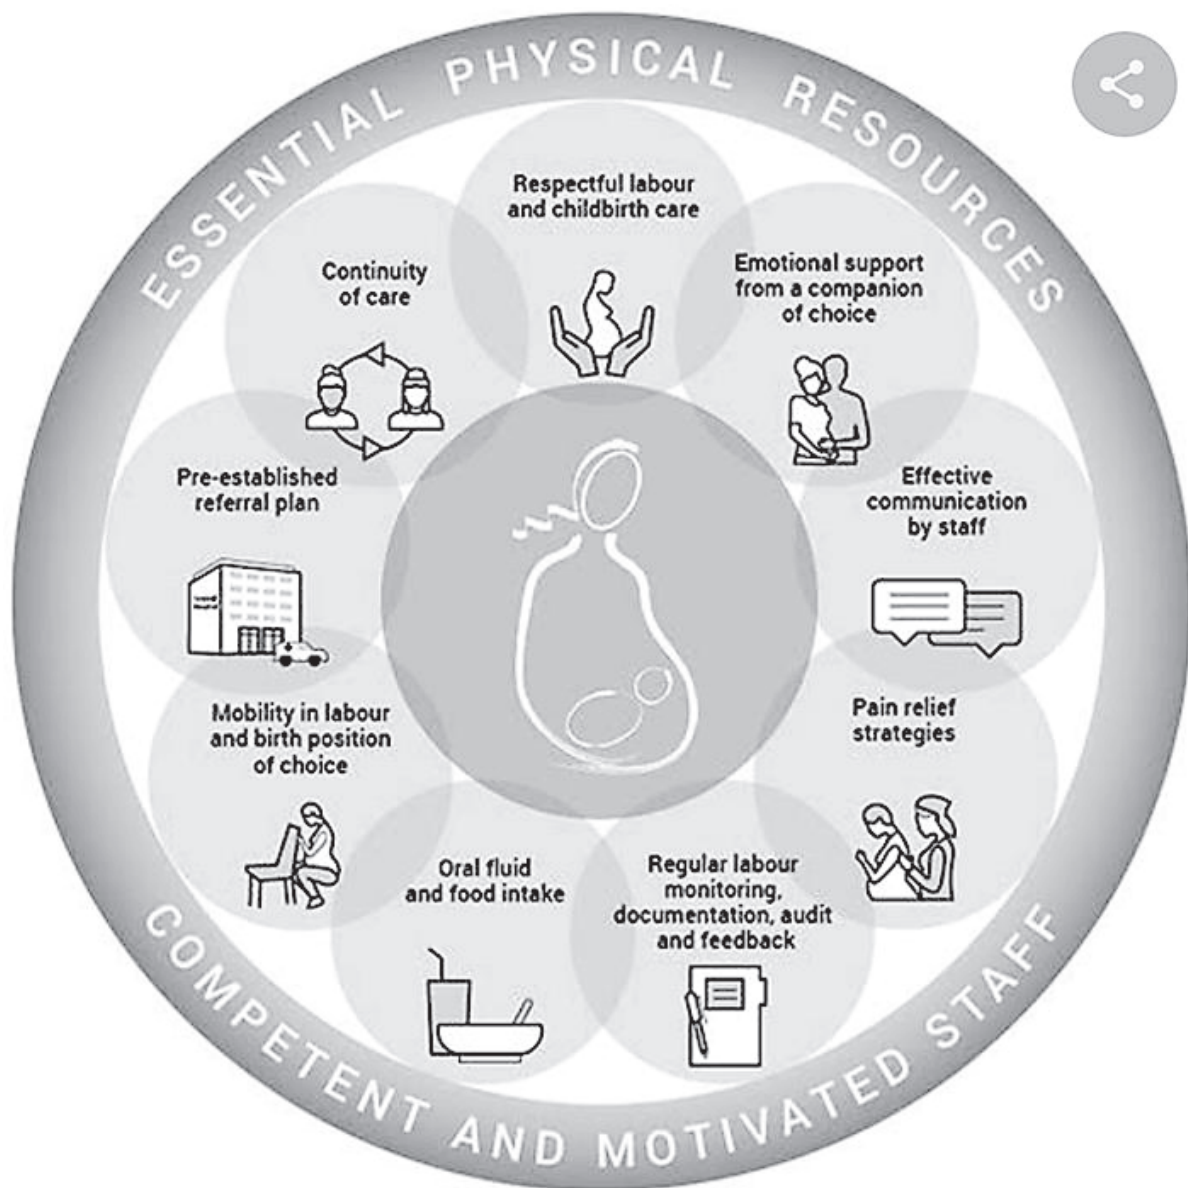 ESSENTIAL PHYSICAL RESOURCES
Respectful labour
and childbirth care
Emotional support
from a companion
of choice
Effective
communication
by staff
Pain relief
strategies
Regular labour
monitoring,
documentation, audit
and feedback
Oral fluid
and food intake
Mobility in labour
and birth position
of choice
Pre-established
referral plan
Continuity
of care
COMPETENT AND MOTIVATED STAFF